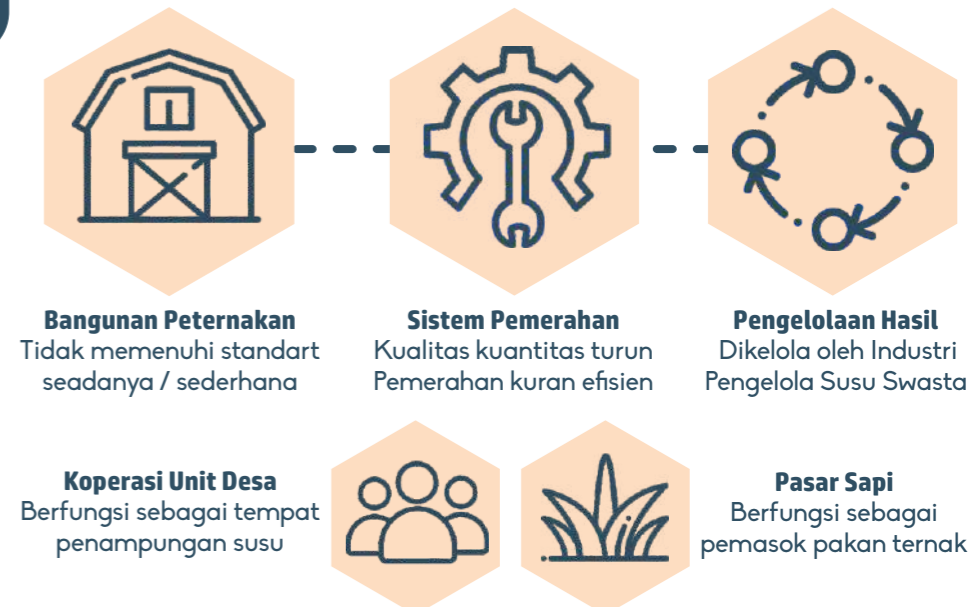 Bangunan Peternakan
Tidak memenuhi standart
seadanya / sederhana
Sistem Pemerahan
Kualitas kuantitas turun
Pemerahan kuran efisien
Pengelolaan Hasil
Dikelola oleh Industri
Pengelola Susu Swasta
Koperasi Unit Desa
Berfungsi sebagai tempat
penampungan susu
Pasar Sapi
Berfungsi sebagai
pemasok pakan ternak